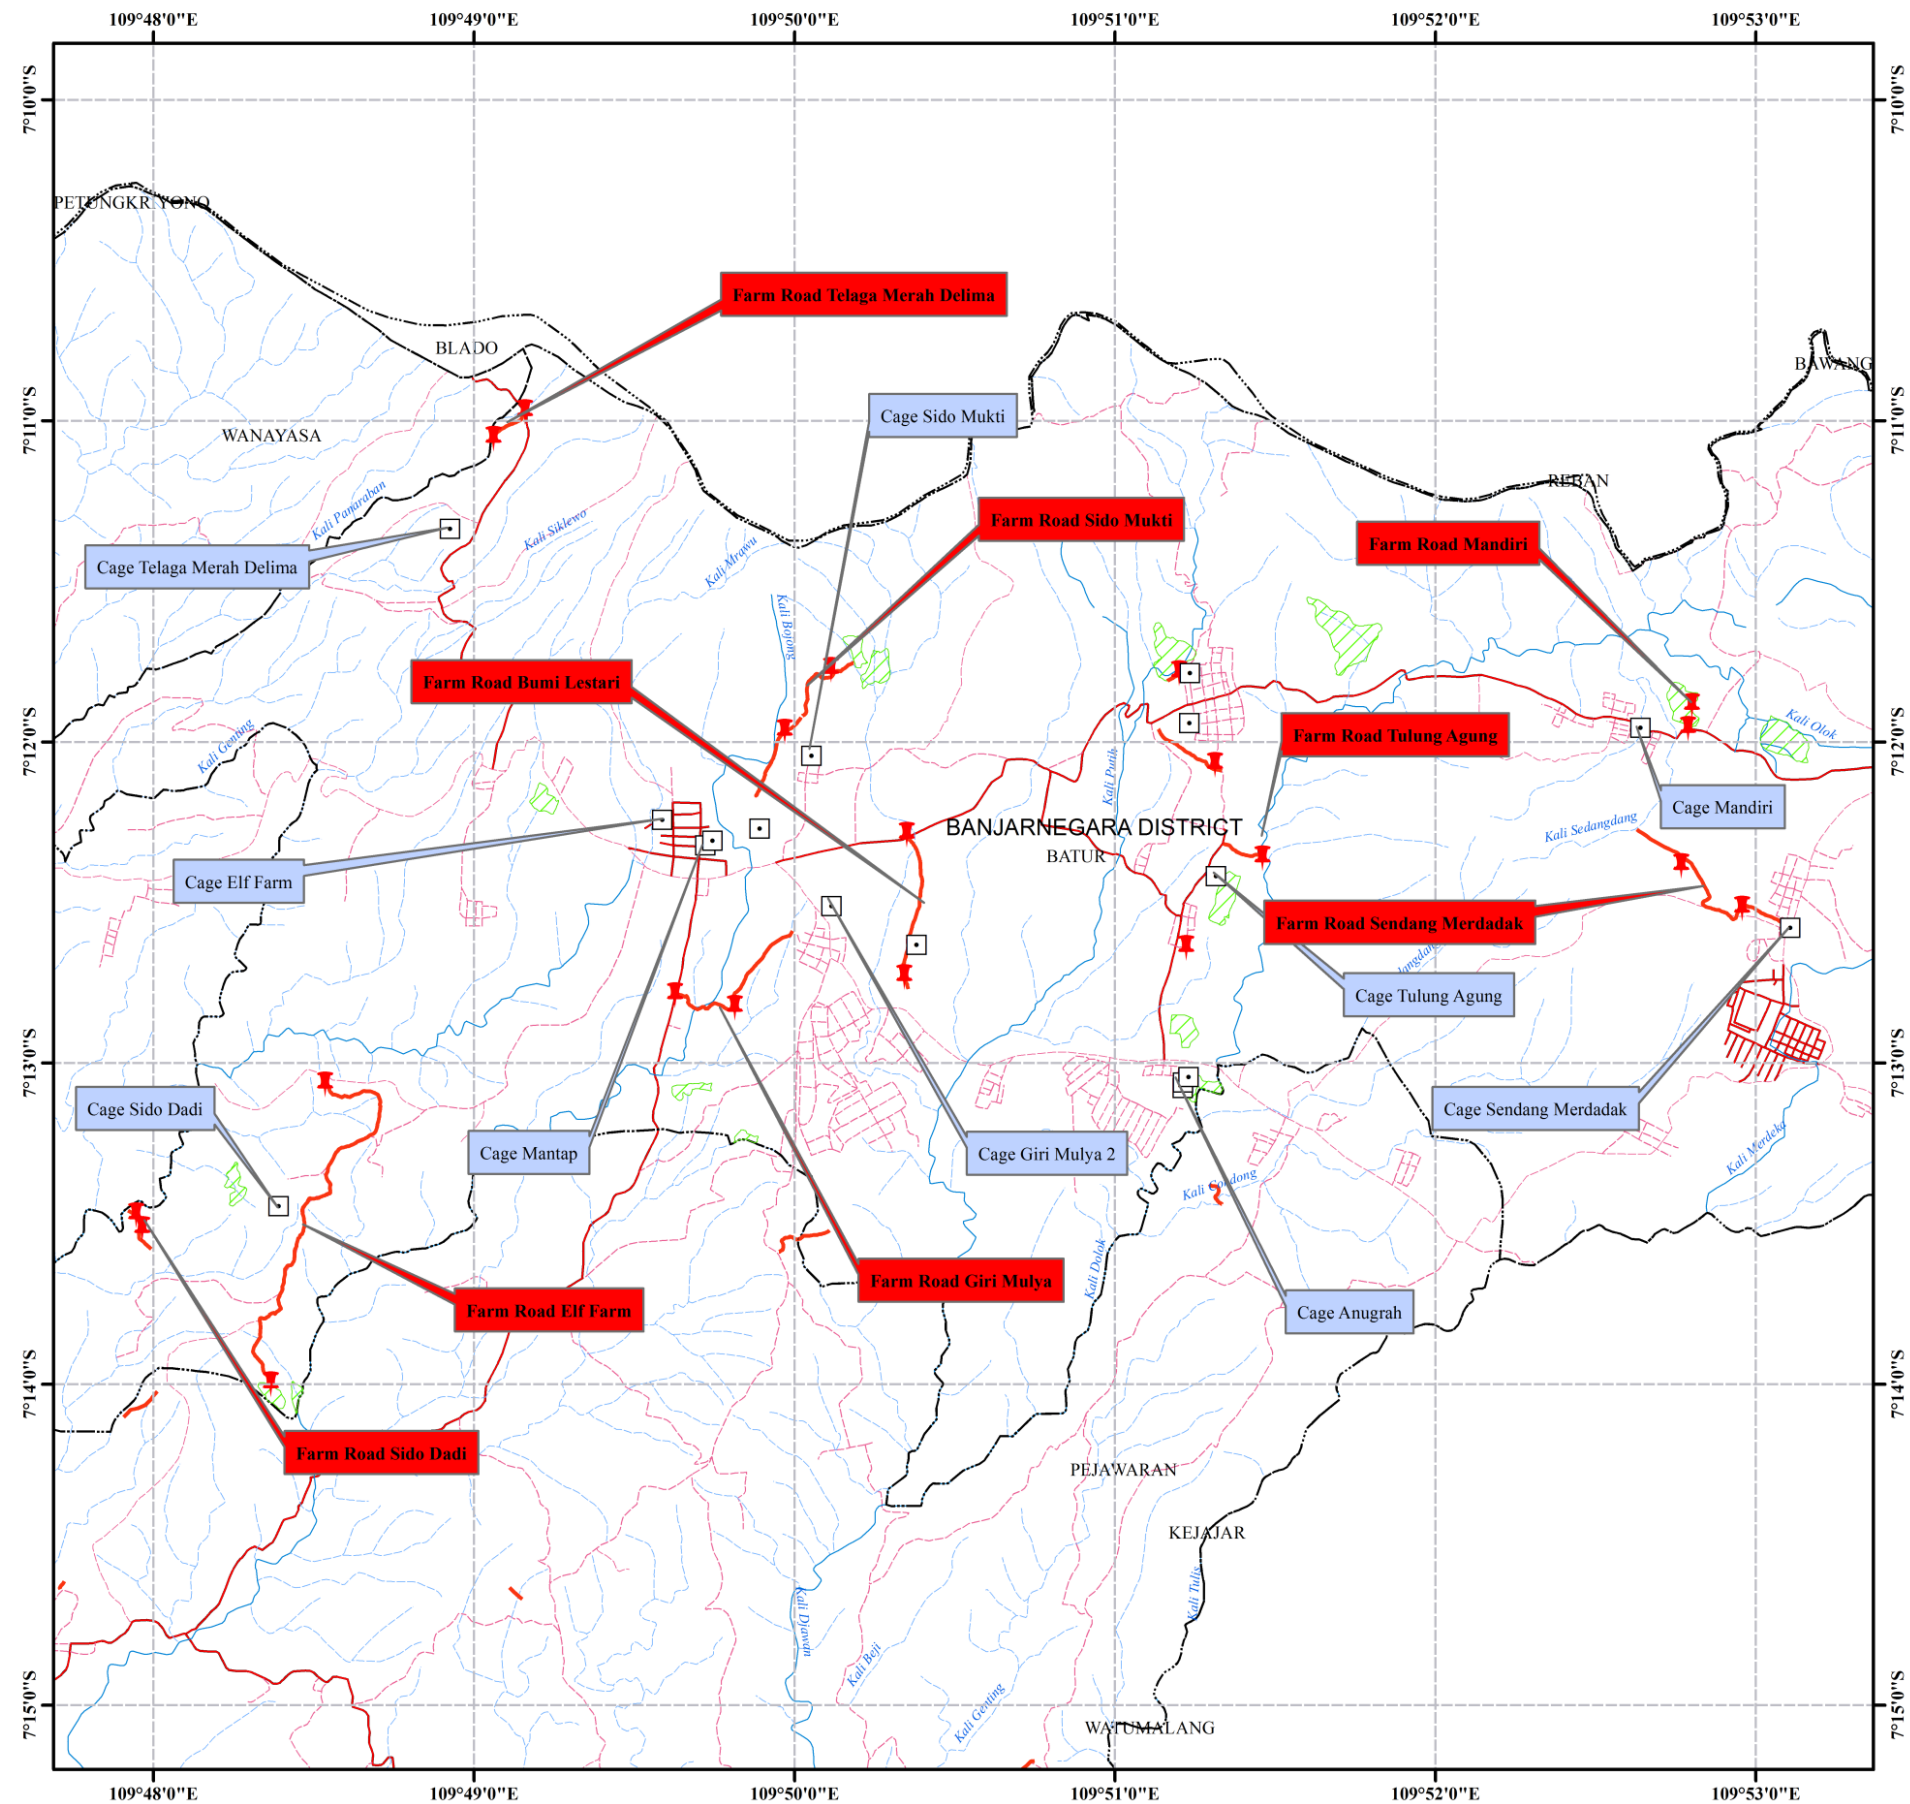 109°48'0"E 109°49'0"E 109°50'0"E 109°51'0"E 109°52'0"E 109°53'0"E
7°10'0"S 7°10'0"S
PETUNGKRIYONO
Farm Road Telaga Merah Delima
BLADO
BAWANG
Cage Sido Mukti
7°11'0"S 7°11'0"S
WANAYASA
REBAN
Kali Panaraban
Kali Siklewo
Farm Road Sido Mukti
Farm Road Mandiri
Kali Mrawu
Cage Telaga Merah Delima
Kali Bojong
Farm Road Bumi Lestari
Kali Genting
Kali Olok
Farm Road Tulung Agung
7°12'0"S 7°12'0"S
Kali Putih
Cage Mandiri
BANJARNEGARA DISTRICT
Kali Sedangdang
BATUR
Cage Elf Farm
Farm Road Sendang Merdadak
Cage Tulung Agung
7°13'0"S 7°13'0"S
Cage Sido Dadi
Cage Sendang Merdadak
Cage Mantap
Cage Giri Mulya 2
Kali Merdeka
Kali Condong
Kali Dolok
Farm Road Giri Mulya
Farm Road Elf Farm
Cage Anugrah
7°14'0"S 7°14'0"S
Farm Road Sido Dadi
PEJAWARAN
KEJAJAR
Kali Tulis
Kali Djawan
Kali Beji
Kali Genting
7°15'0"S 7°15'0"S
WATUMALANG
109°48'0"E 109°49'0"E 109°50'0"E 109°51'0"E 109°52'0"E 109°53'0"E